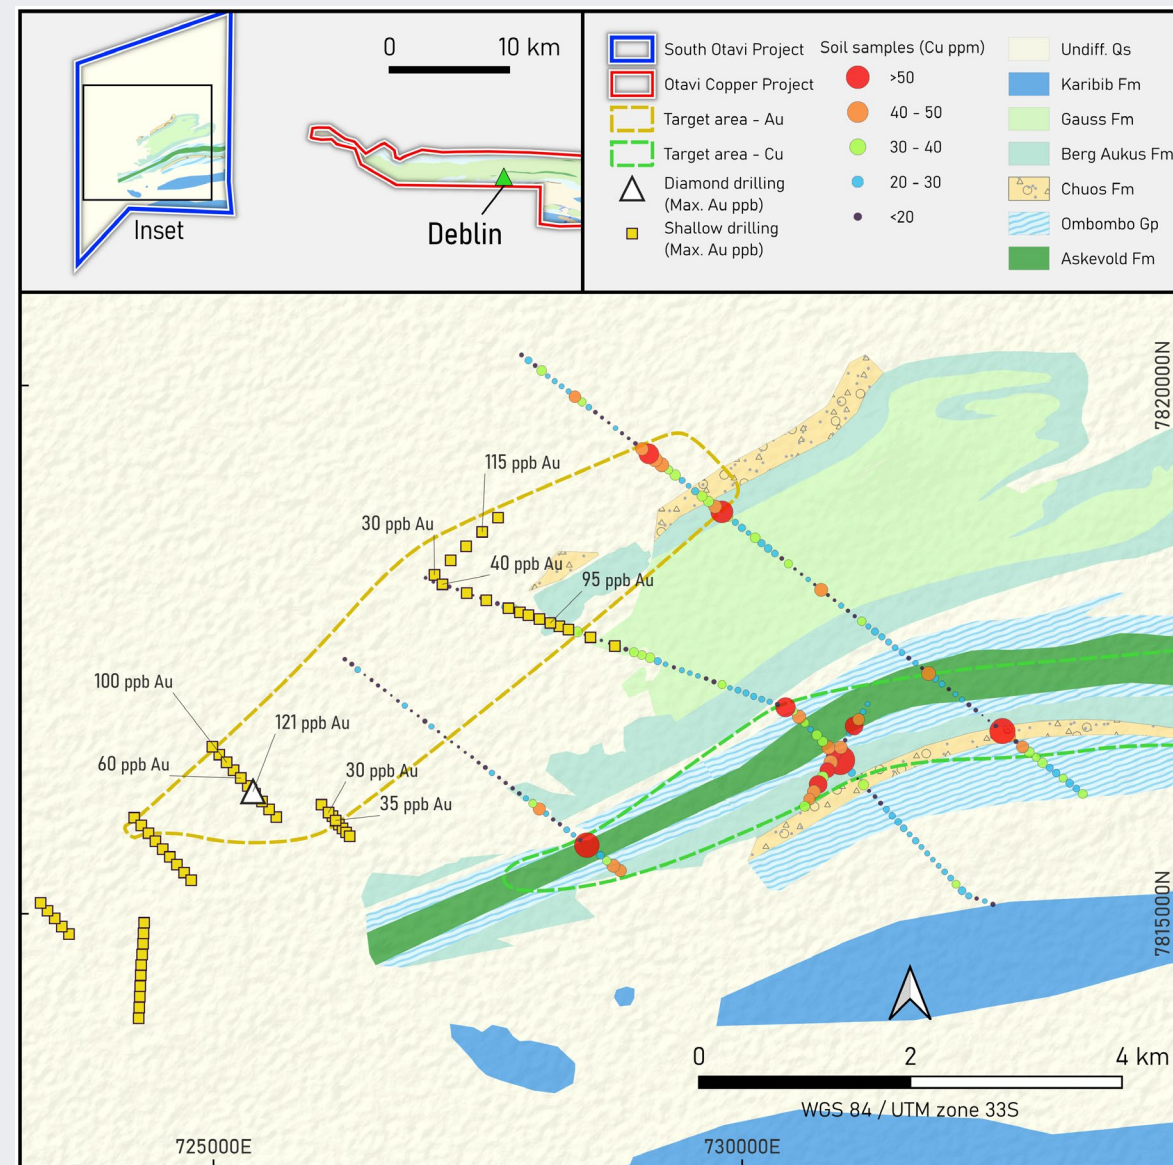 0 10 km
Inset
Deblin
South Otavi Project
Otavi Copper Project
Target area - Au
Target area - Cu
Diamond drilling
(Max. Au ppb)
Shallow drilling
(Max. Au ppb)
Soil samples (Cu ppm)
>50
40 - 50
30 - 40
20 - 30
<20
Undiff. Qs
Karibib Fm
Gauss Fm
Berg Aukus Fm
Chuos Fm
Ombombo Gp
Askevold Fm
7820000N
115 ppb Au
30 ppb Au
40 ppb Au
95 ppb Au
100 ppb Au
121 ppb Au
60 ppb Au
30 ppb Au
35 ppb Au
7815000N
0 2 4 km
WGS 84 / UTM zone 33S
725000E 730000E